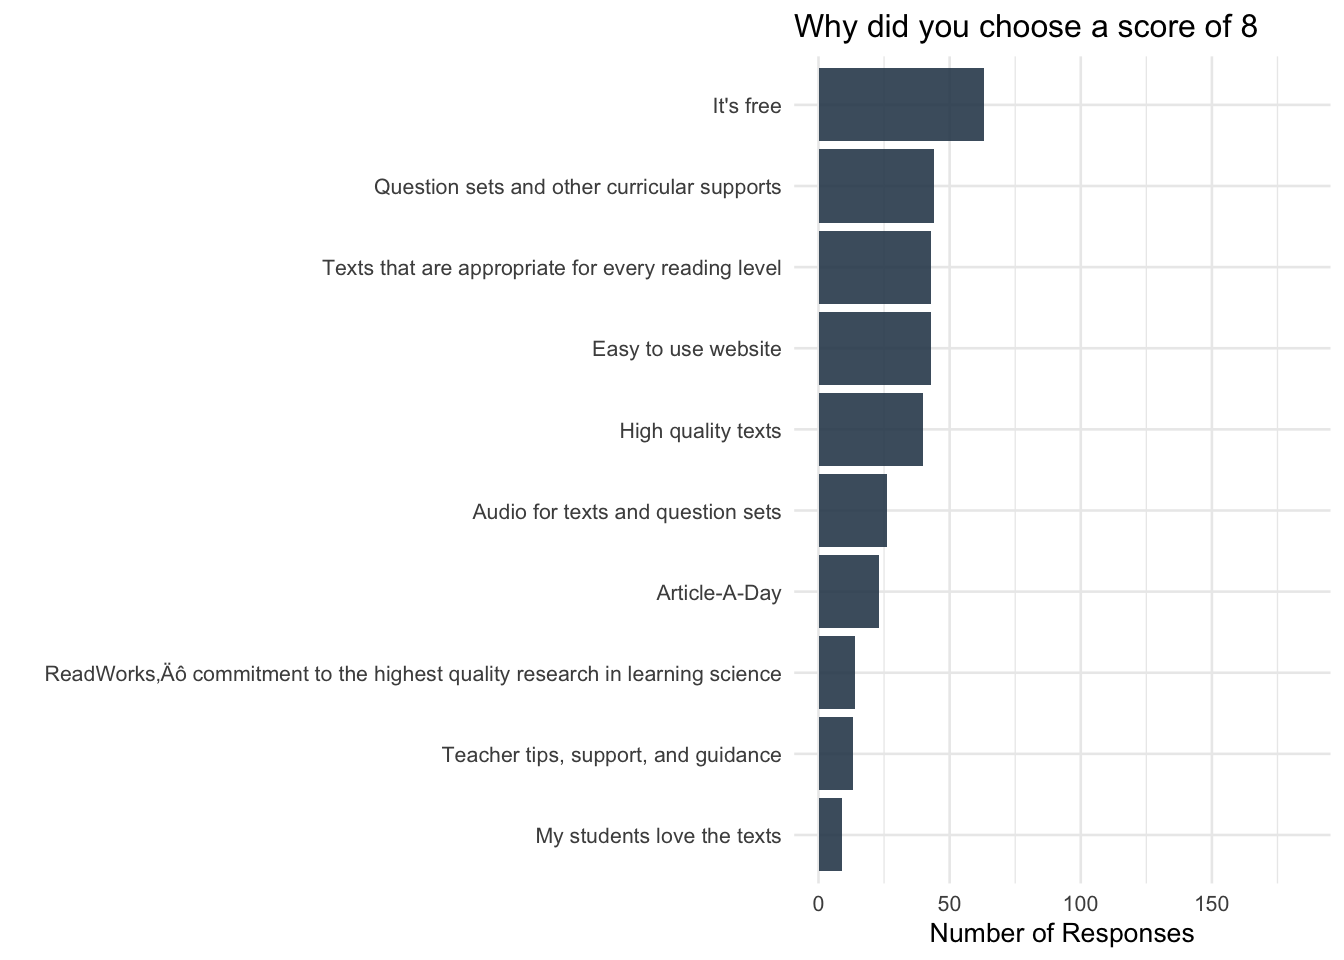 Why did you choose a score of 8
It's free
Question sets and other curricular supports
Texts that are appropriate for every reading level
Easy to use website
High quality texts
Audio for texts and question sets
Article-A-Day
ReadWorks‚Äô commitment to the highest quality research in learning science
Teacher tips, support, and guidance
My students love the texts
0 50 100 150
Number of Responses